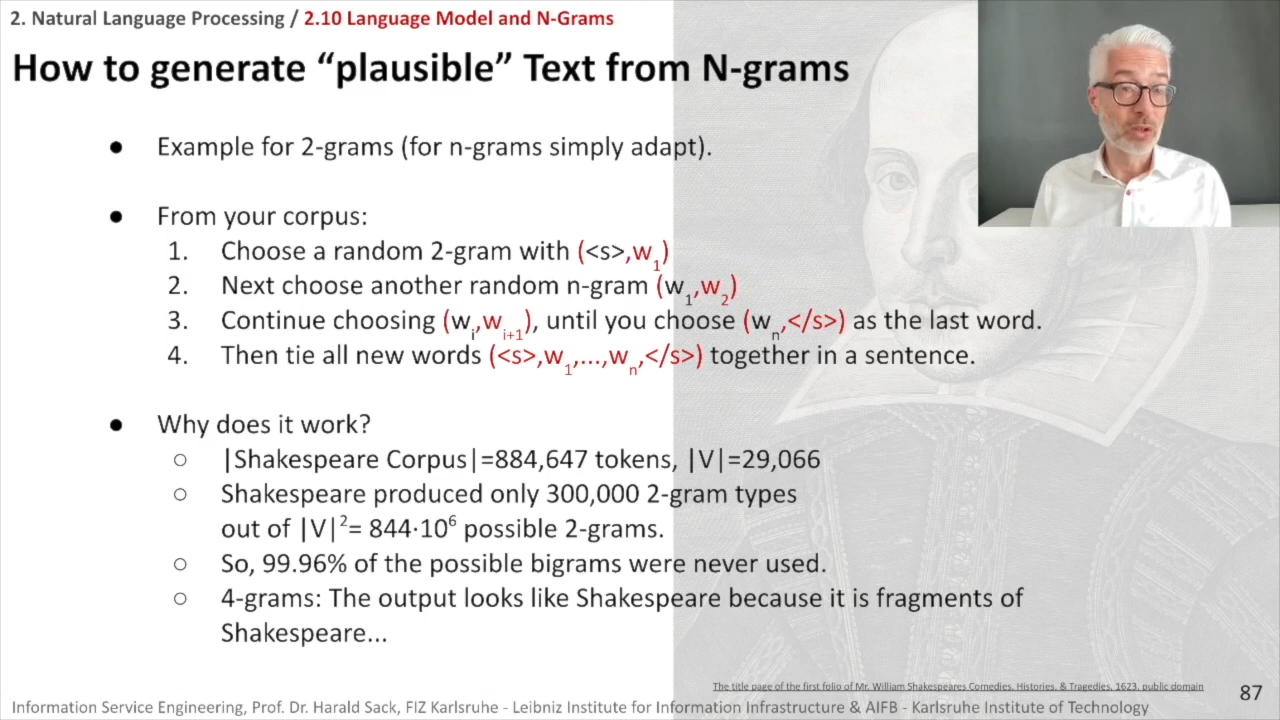 2. Natural Language Processing / 2.10 Language Model and N-Grams
How to generate “plausible” Text from N-grams
● Example for 2-grams (for n-grams simply adapt).
● From your corpus:
1. Choose a random 2-gram with (<s>,w₁)
2. Next choose another random n-gram (w₁,w₂)
3. Continue choosing (wᵢ,wᵢ₊₁), until you choose (wₙ,</s>) as the last word.
4. Then tie all new words (<s>,w₁,...,wₙ,</s>) together in a sentence.
● Why does it work?
○ |Shakespeare Corpus|=884,647 tokens, |V|=29,066
○ Shakespeare produced only 300,000 2-gram types
out of |V|²= 844·10⁶ possible 2-grams.
○ So, 99.96% of the possible bigrams were never used.
○ 4-grams: The output looks like Shakespeare because it is fragments of
Shakespeare...
The title page of the first folio of Mr. William Shakespeares Comedies, Histories, & Tragedies, 1623, public domain
Information Service Engineering, Prof. Dr. Harald Sack, FIZ Karlsruhe - Leibniz Institute for Information Infrastructure & AIFB - Karlsruhe Institute of Technology
87